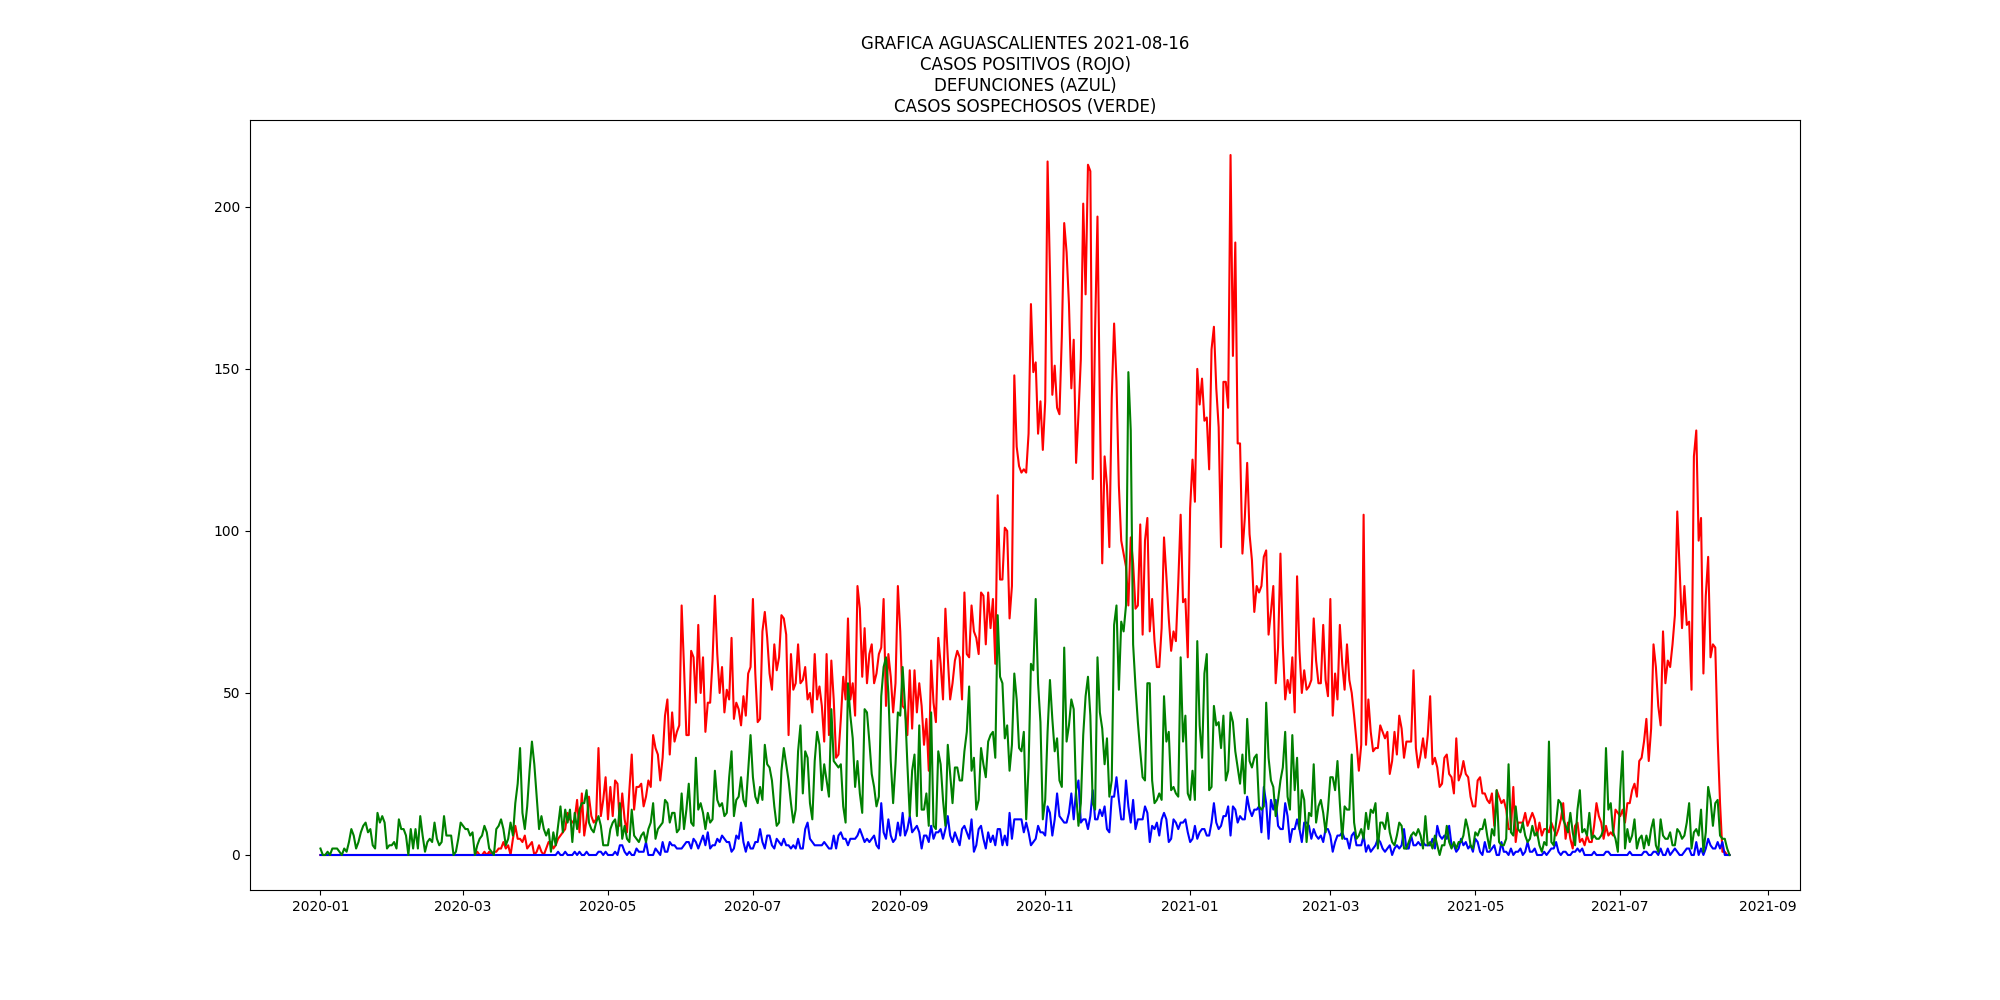 GRAFICA AGUASCALIENTES 2021-08-16
CASOS POSITIVOS (ROJO)
DEFUNCIONES (AZUL)
CASOS SOSPECHOSOS (VERDE)
200
150
100
50
0
2020-01 2020-03 2020-05 2020-07 2020-09 2020-11 2021-01 2021-03 2021-05 2021-07 2021-09